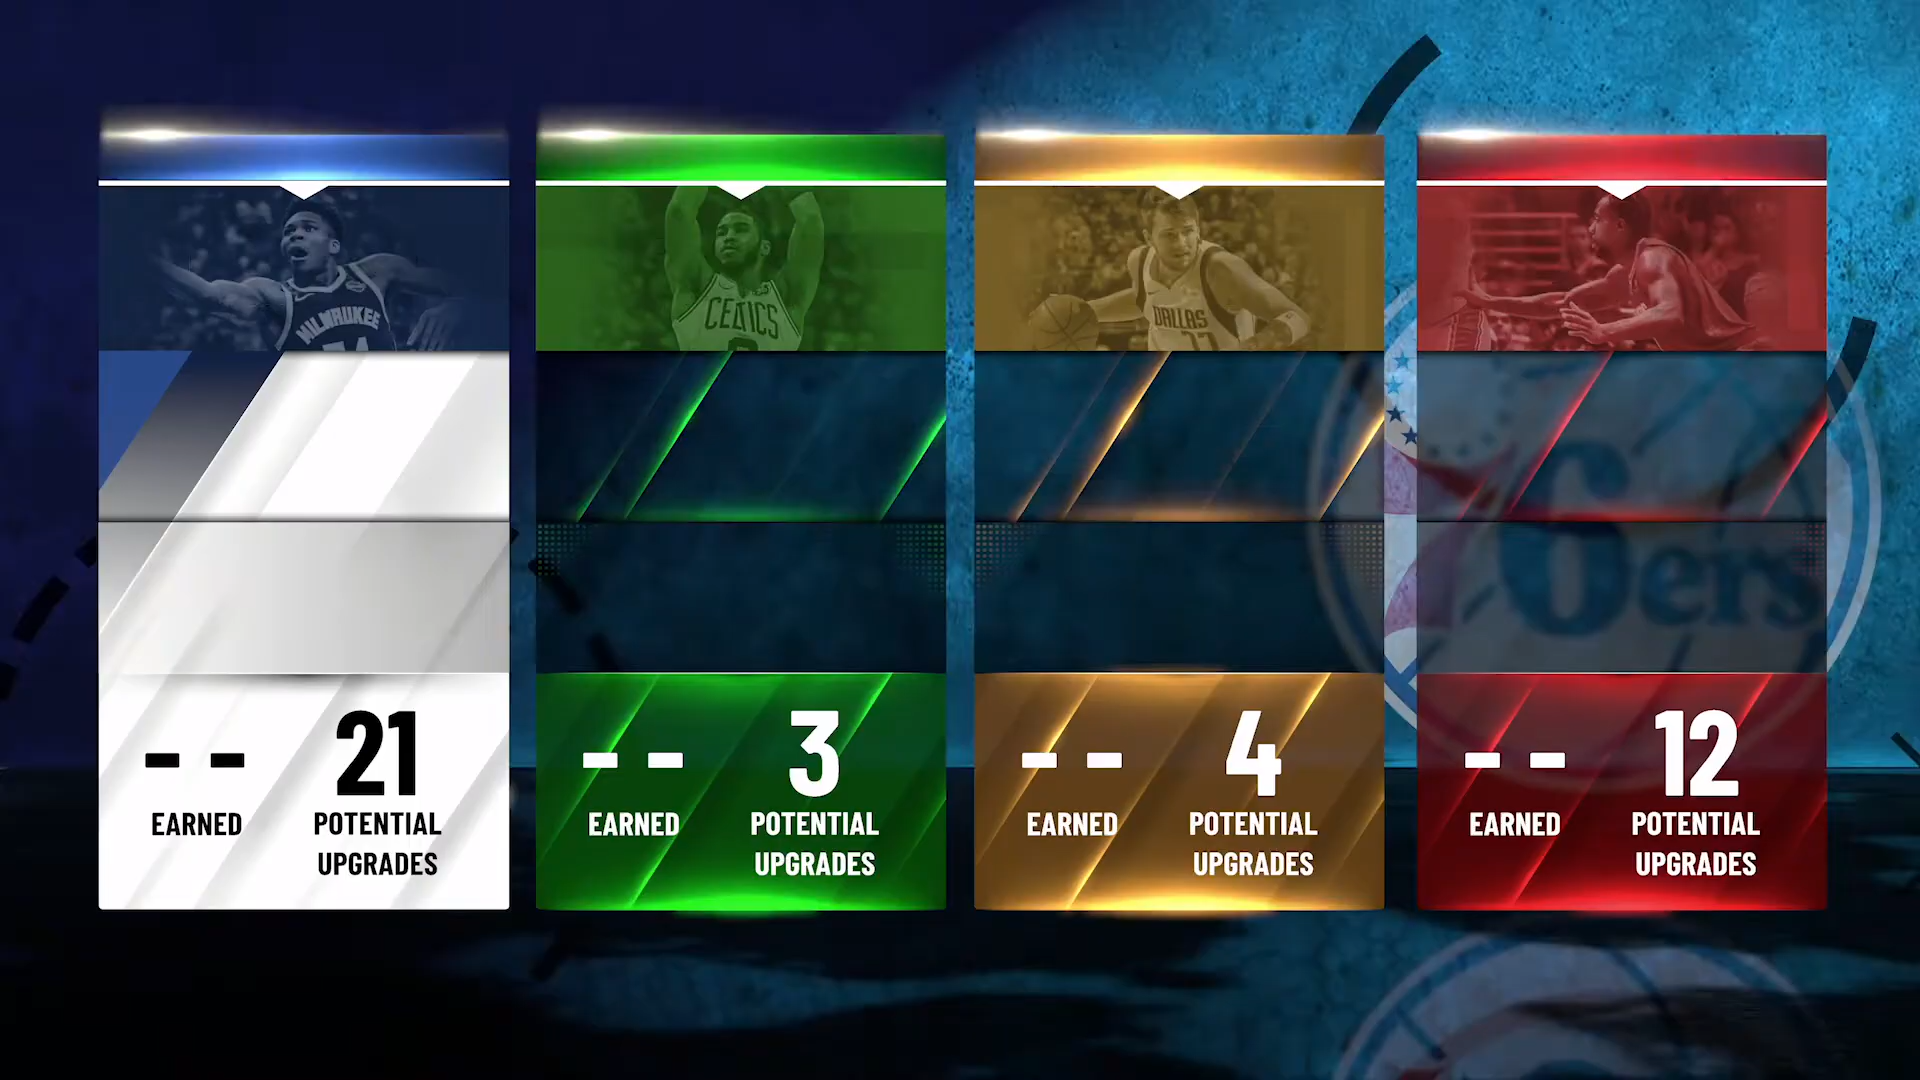 MILWAUKEE
CELTICS
DALLAS
76ers
-- 21
EARNED POTENTIAL
UPGRADES
-- 3
EARNED POTENTIAL
UPGRADES
-- 4
EARNED POTENTIAL
UPGRADES
-- 12
EARNED POTENTIAL
UPGRADES